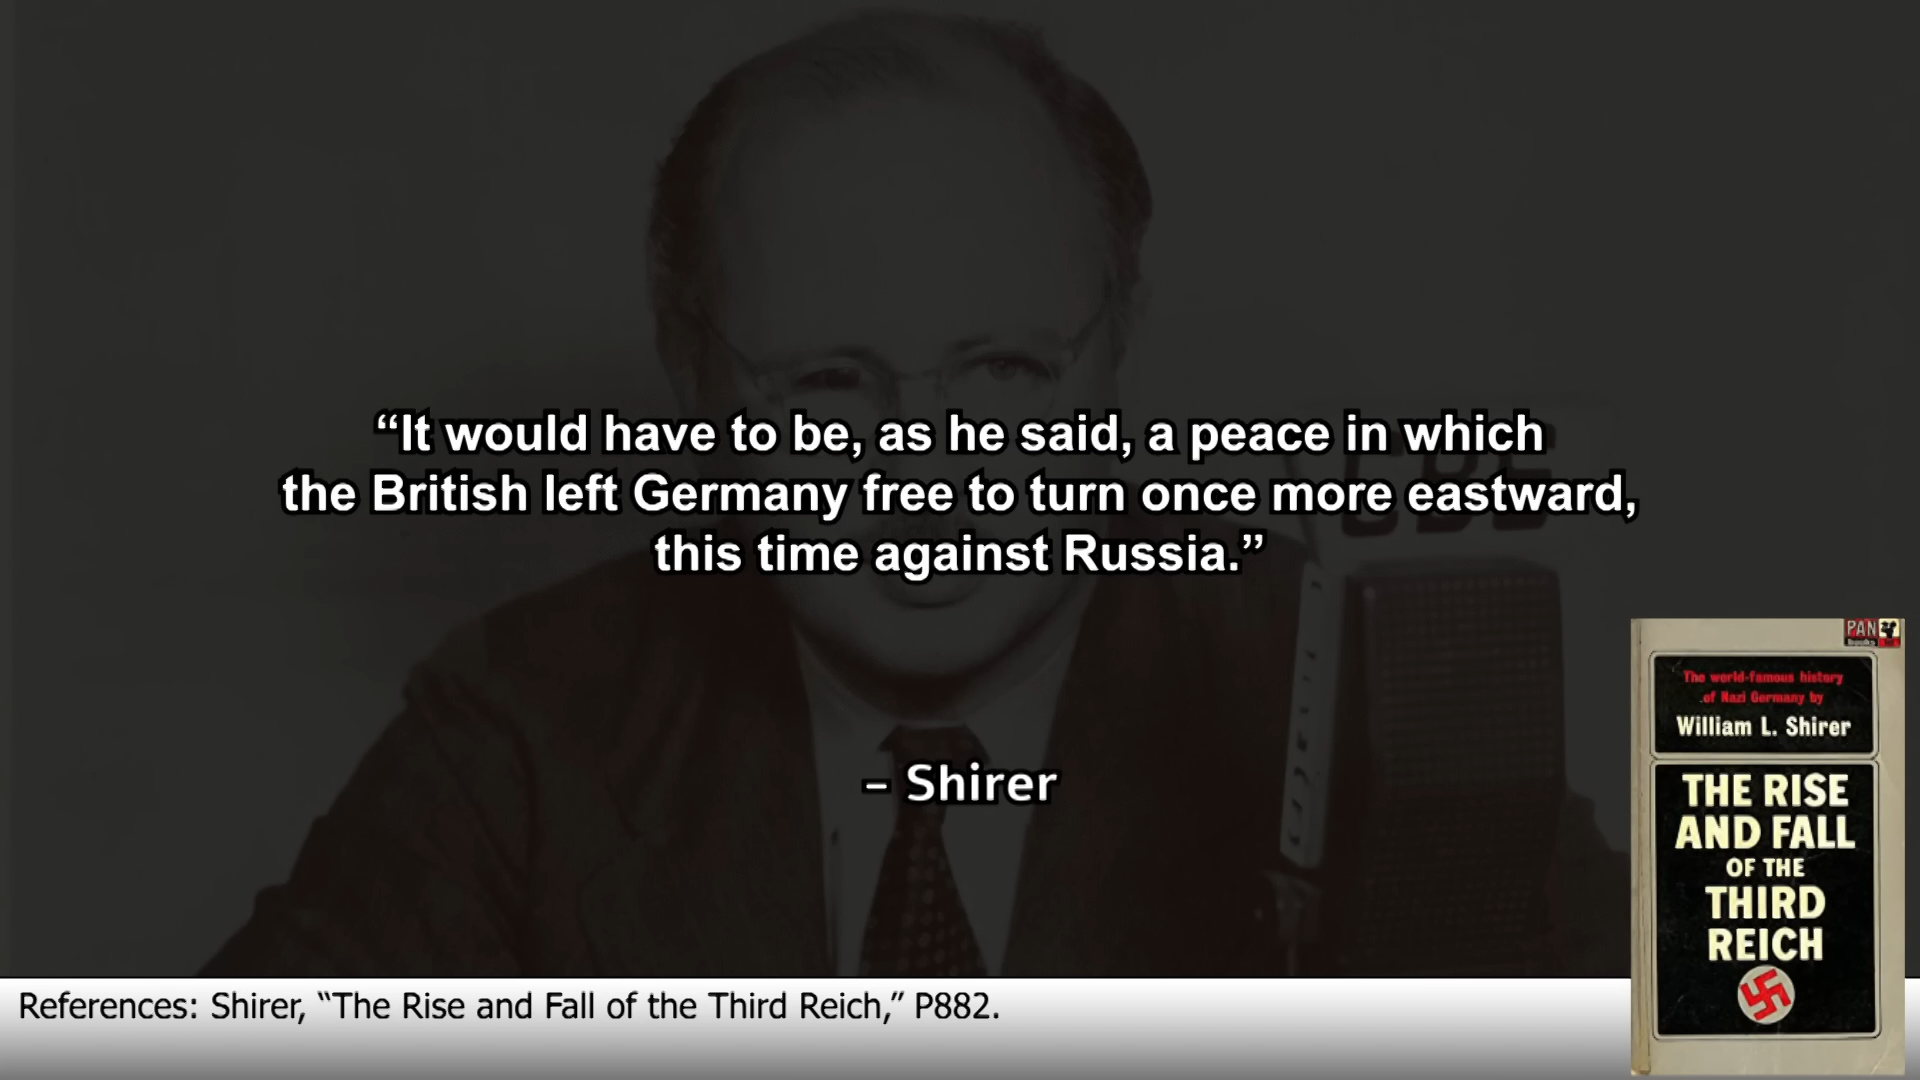 “It would have to be, as he said, a peace in which
the British left Germany free to turn once more eastward,
this time against Russia.”
– Shirer
CBS
PAN
books
The world-famous history
of Nazi Germany by
William L. Shirer
THE RISE
AND FALL
OF THE
THIRD
REICH
References: Shirer, “The Rise and Fall of the Third Reich,” P882.